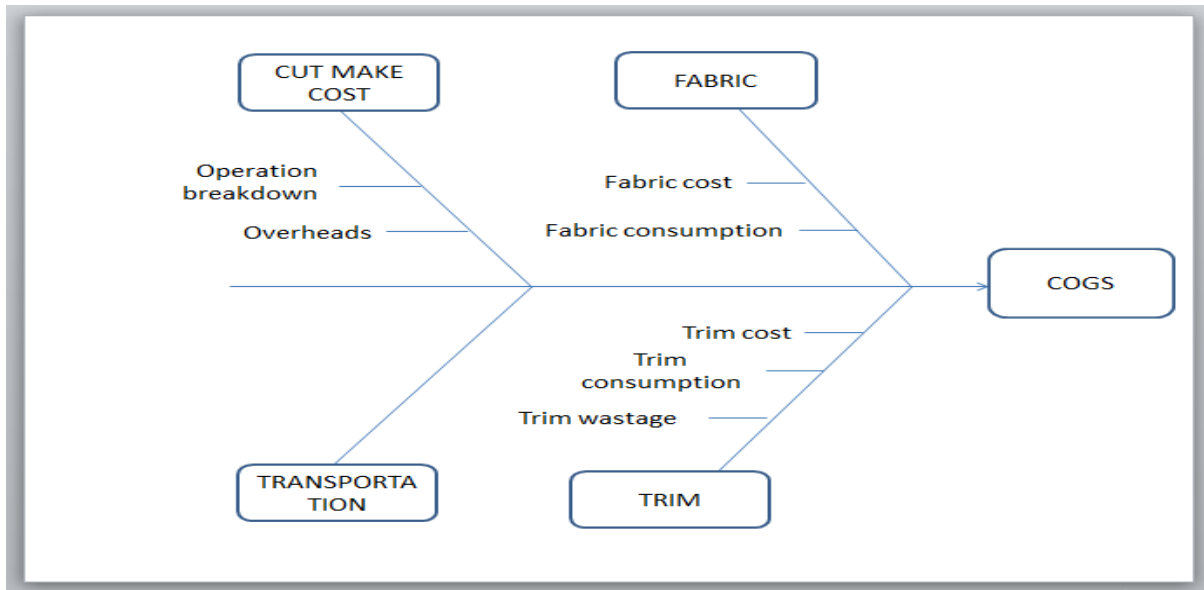 CUT MAKE
COST
FABRIC
Operation
breakdown
Fabric cost
Overheads
Fabric consumption
COGS
Trim cost
Trim
consumption
Trim wastage
TRANSPORTA
TION
TRIM